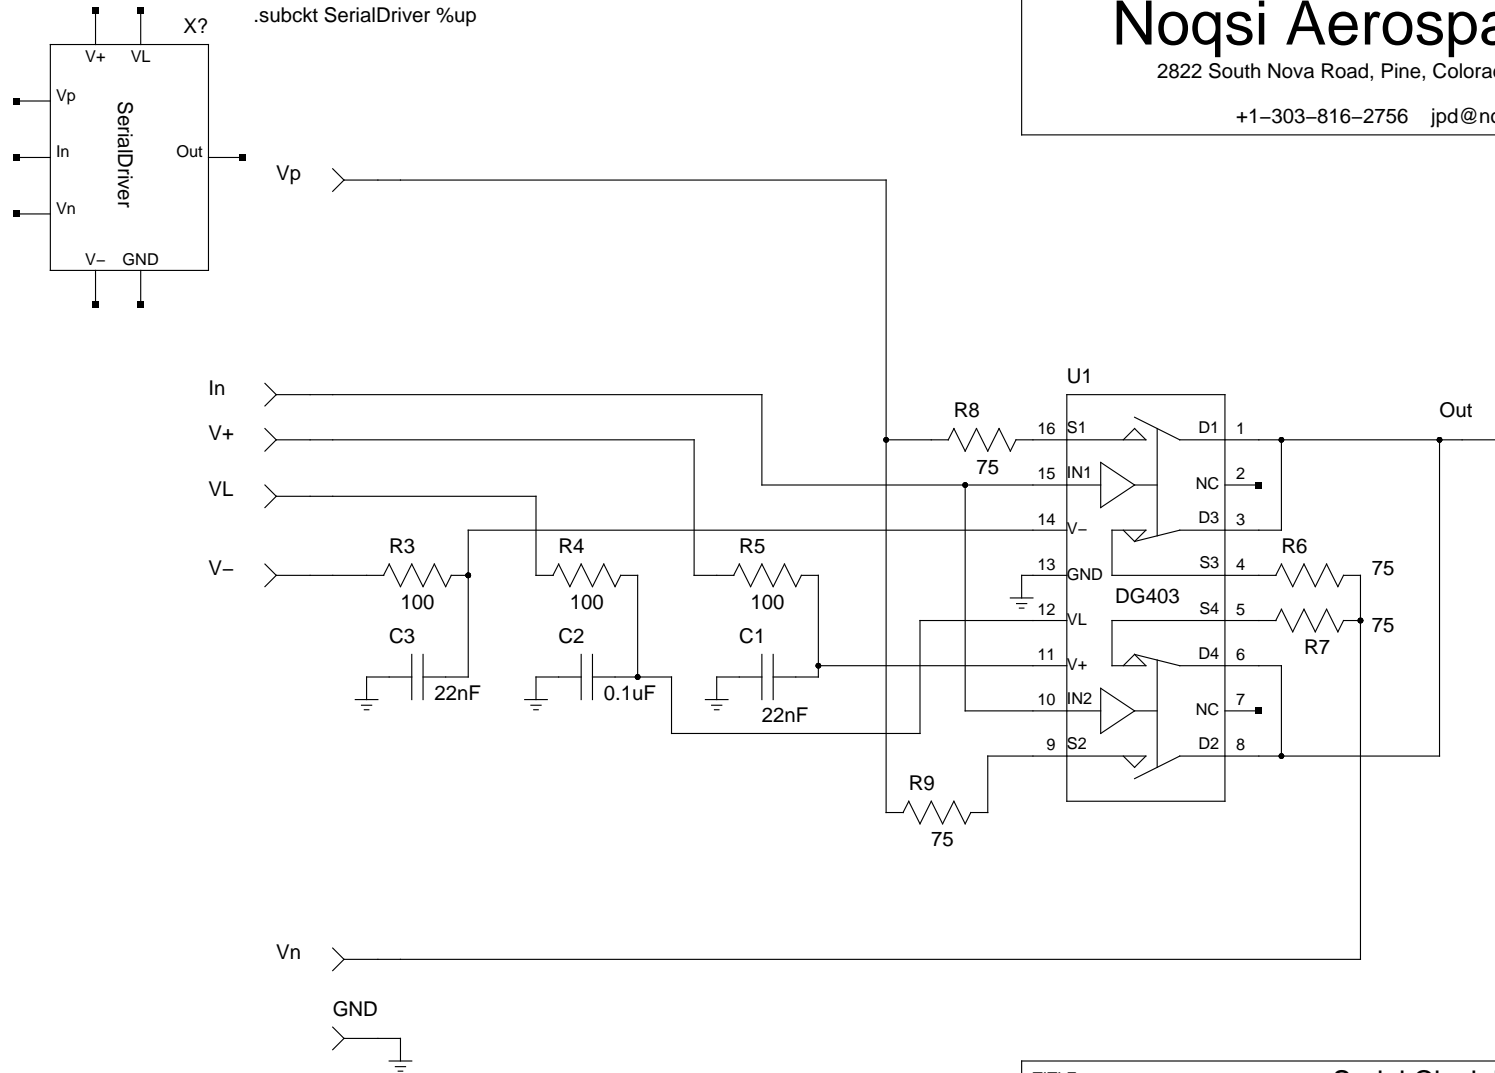 .subckt SerialDriver %up
X?
V+ VL
Vp
In
Vn
SerialDriver
Out
V− GND
Noqsi
2822 South Nova Road, Pine,
+1−303−816−2756
Vp
In
V+
VL
V−
R3
100
C3
22nF
R4
100
C2
0.1uF
R5
100
C1
22nF
R8
75
R9
75
U1
16 S1
15 IN1
14 V−
13 GND
12 VL
11 V+
10 IN2
9 S2
DG403
D1 1
NC 2
D3 3
S3 4
S4 5
D4 6
NC 7
D2 8
R6
75
R7
75
Out
Vn
GND